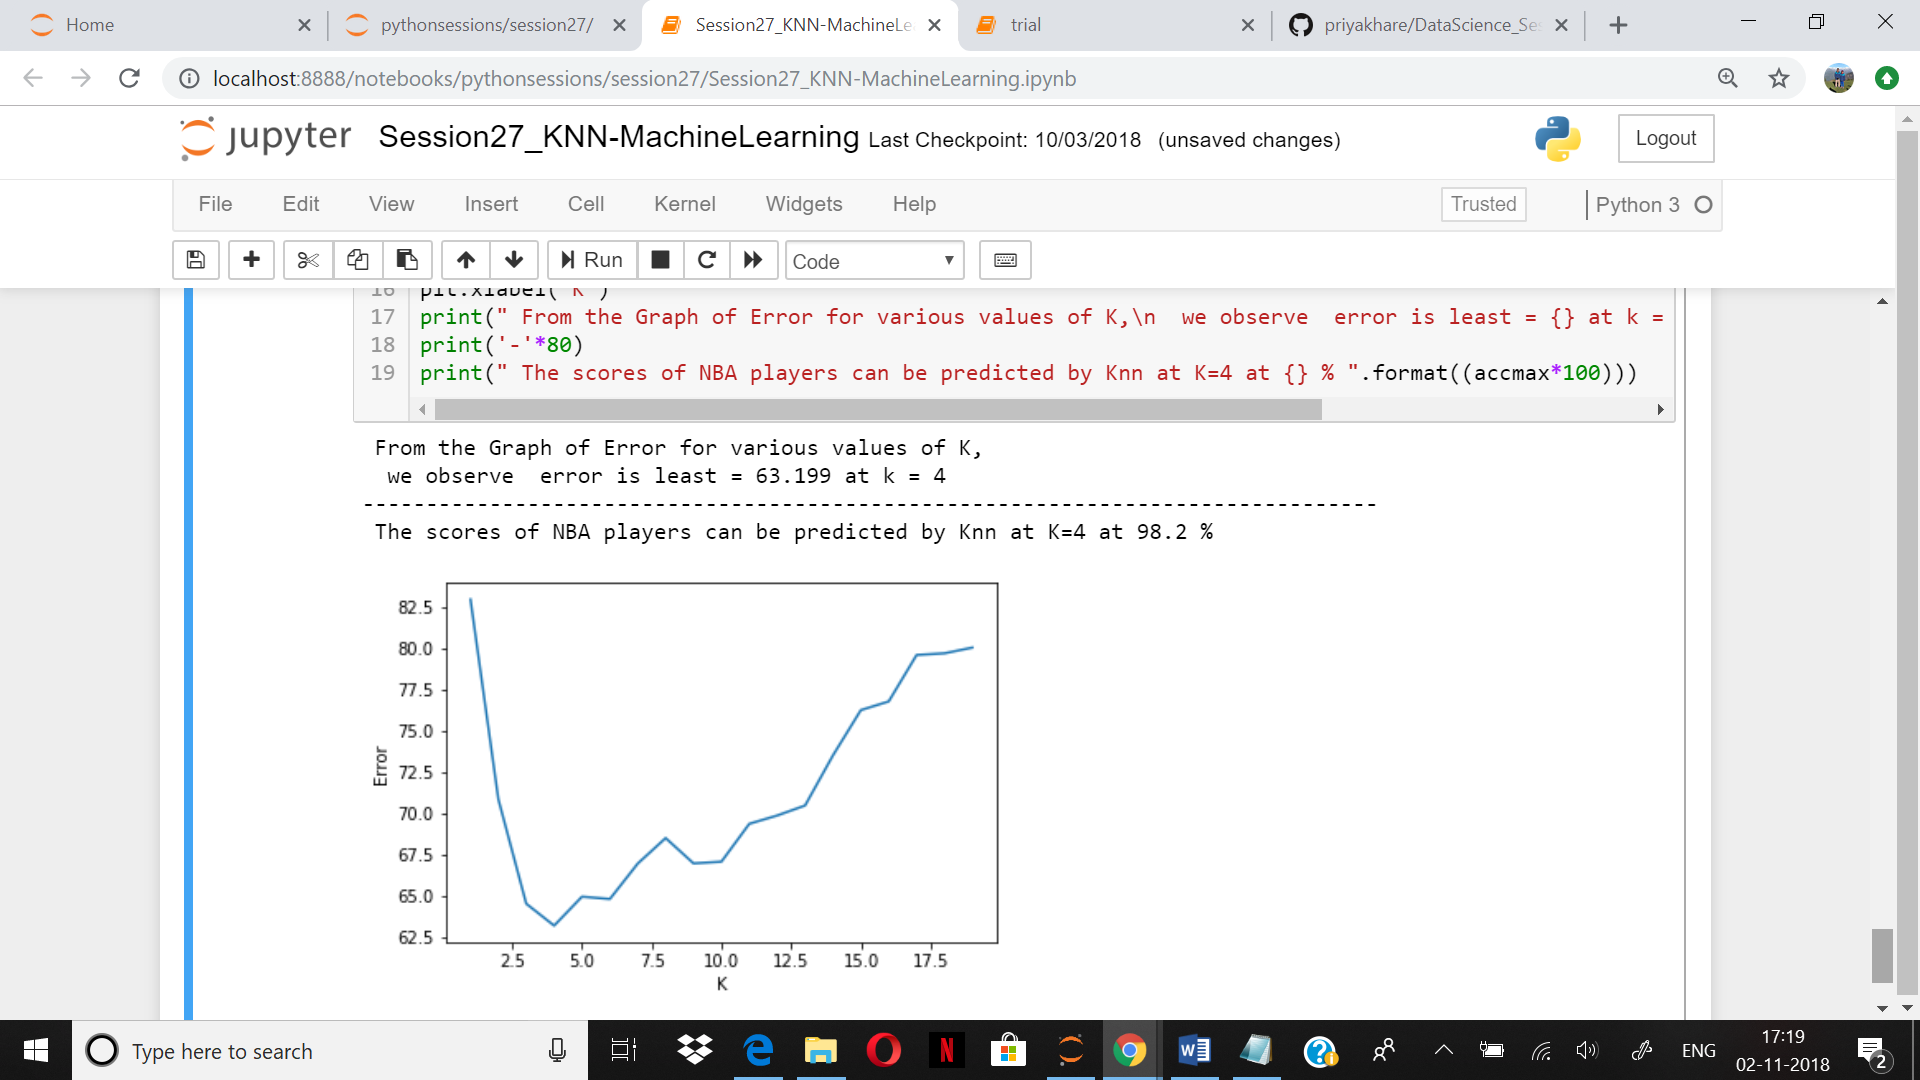 Home
pythonsessions/session27/
Session27_KNN-MachineLe
trial
priyakhare/DataScience_Se
localhost:8888/notebooks/pythonsessions/session27/Session27_KNN-MachineLearning.ipynb
jupyter Session27_KNN-MachineLearning Last Checkpoint: 10/03/2018 (unsaved changes)
Logout
File Edit View Insert Cell Kernel Widgets Help
Trusted
Python 3
Run
Code
16 plt.xlabel("K")
17 print(" From the Graph of Error for various values of K,\n  we observe  error is least = {} at k =
18 print('-'*80)
19 print(" The scores of NBA players can be predicted by Knn at K=4 at {} % ".format((accmax*100)))
From the Graph of Error for various values of K,
we observe  error is least = 63.199 at k = 4
--------------------------------------------------------------------------------
The scores of NBA players can be predicted by Knn at K=4 at 98.2 %
82.5
80.0
77.5
75.0
72.5
70.0
67.5
65.0
62.5
Error
2.5 5.0 7.5 10.0 12.5 15.0 17.5
K
Type here to search
ENG
17:19
02-11-2018
2